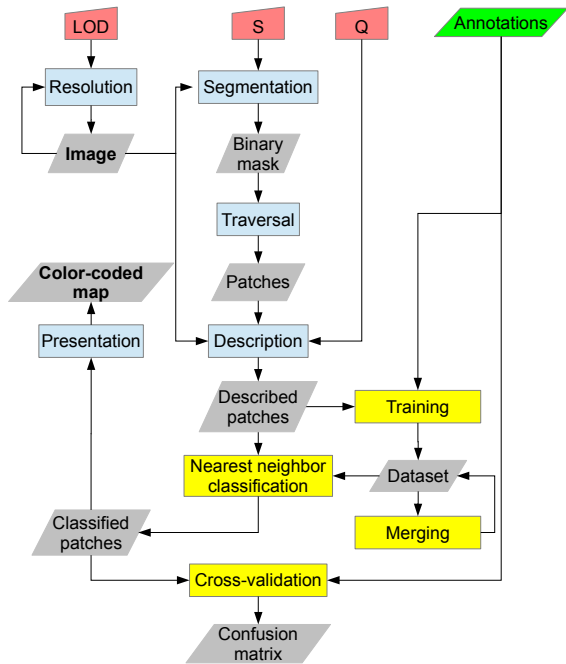 LOD
S
Q
Annotations
Resolution
Segmentation
Image
Binary
mask
Traversal
Color-coded
map
Patches
Presentation
Description
Described
patches
Training
Nearest neighbor
classification
Dataset
Classified
patches
Merging
Cross-validation
Confusion
matrix